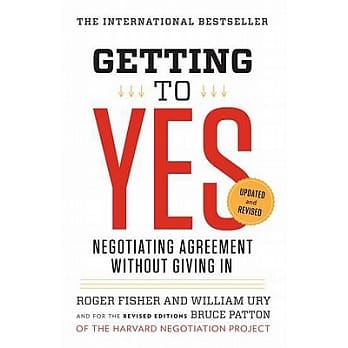 THE INTERNATIONAL BESTSELLER
GETTING
TO
YES
UPDATED
and
REVISED
NEGOTIATING AGREEMENT
WITHOUT GIVING IN
ROGER FISHER AND WILLIAM URY
AND FOR THE REVISED EDITIONS BRUCE PATTON
OF THE HARVARD NEGOTIATION PROJECT